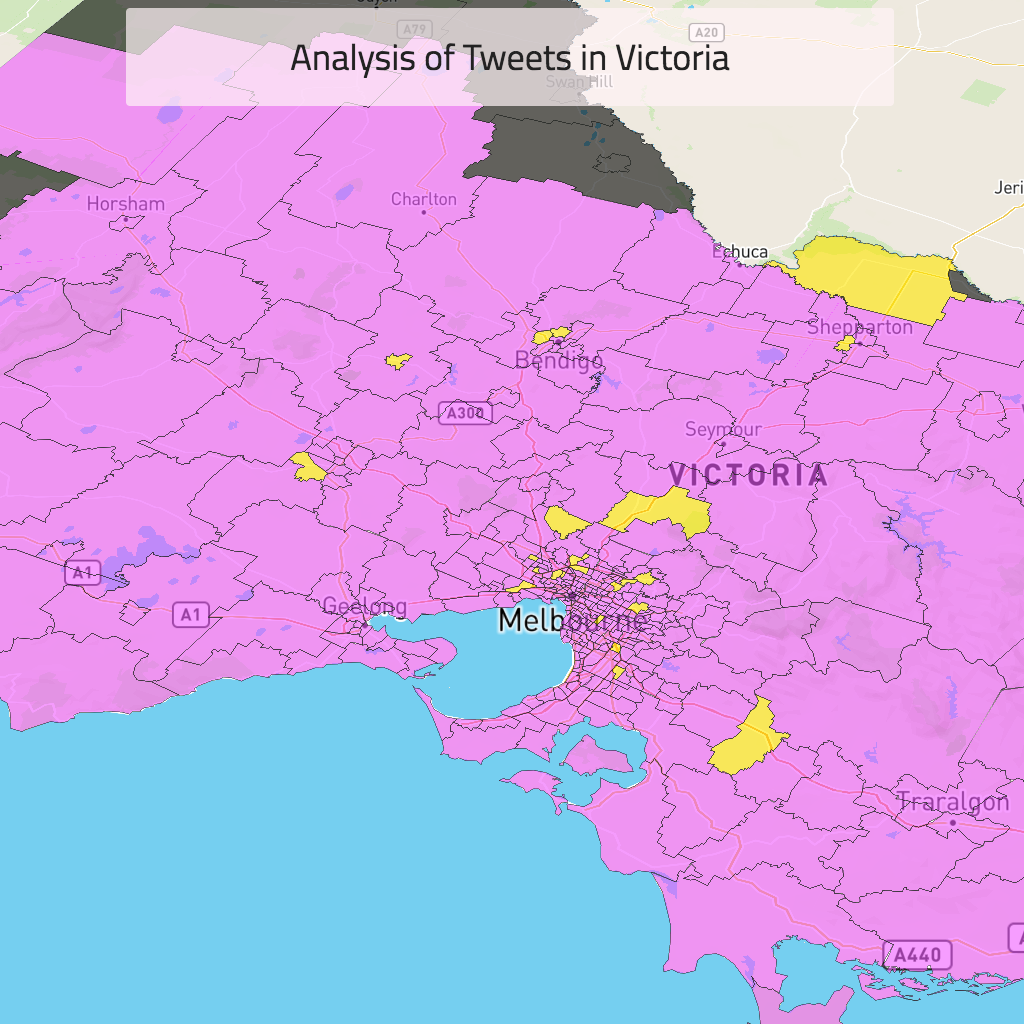 A79
A20
Analysis of Tweets in Victoria
Swan Hill
Jeri
Horsham
Charlton
Echuca
Shepparton
Bendigo
A300
Seymour
VICTORIA
A1
A1
Geelong
Melbourne
Traralgon
A440